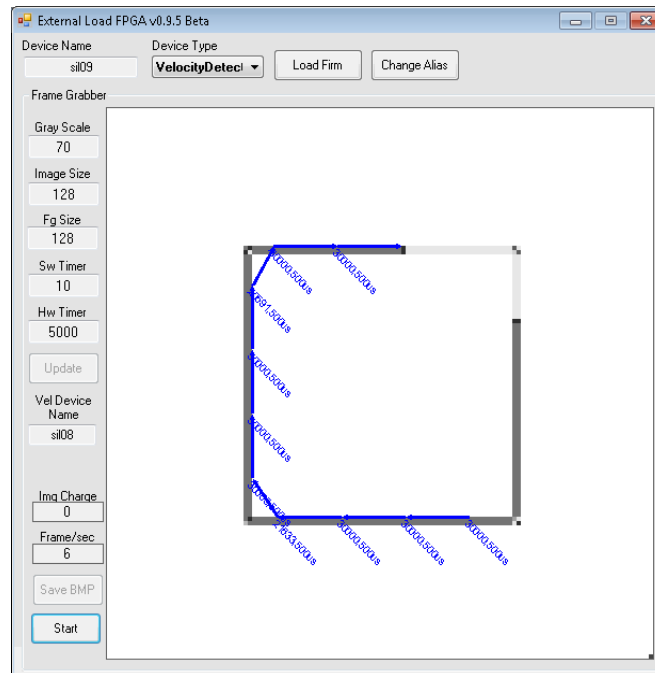 External Load FPGA v0.9.5 Beta
Device Name
Device Type
sil09
VelocityDetec
Load Firm
Change Alias
Frame Grabber
Gray Scale
70
Image Size
128
Fg Size
128
Sw Timer
10
Hw Timer
5000
Update
Vel Device
Name
sil08
Img Charge
0
Frame/sec
6
Save BMP
Start
30000,500us
30000,500us
30000,500us
30000,500us
30000,500us
30000,500us
30000,500us